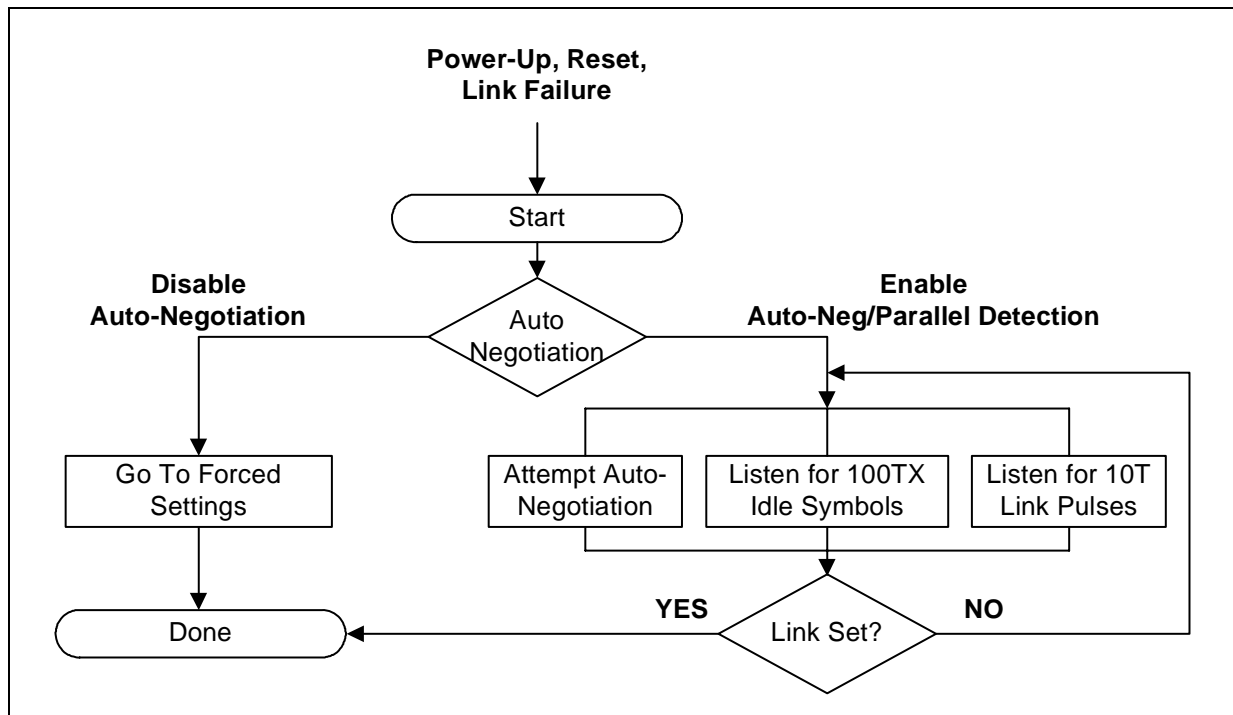 Power-Up, Reset,
Link Failure
Start
Disable
Auto-Negotiation
Auto
Negotiation
Enable
Auto-Neg/Parallel Detection
Go To Forced
Settings
Attempt Auto-
Negotiation
Listen for 100TX
Idle Symbols
Listen for 10T
Link Pulses
Done
YES
Link Set?
NO